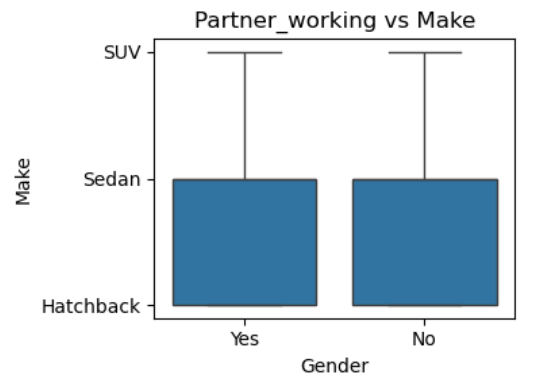 Partner_working vs Make
SUV
Sedan
Hatchback
Make
Yes No
Gender